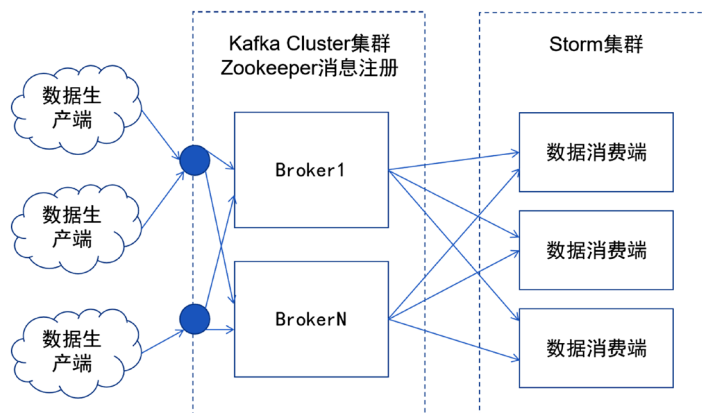 Kafka Cluster集群
Zookeeper消息注册
Storm集群
数据生
产端
数据生
产端
数据生
产端
Broker1
BrokerN
数据消费端
数据消费端
数据消费端